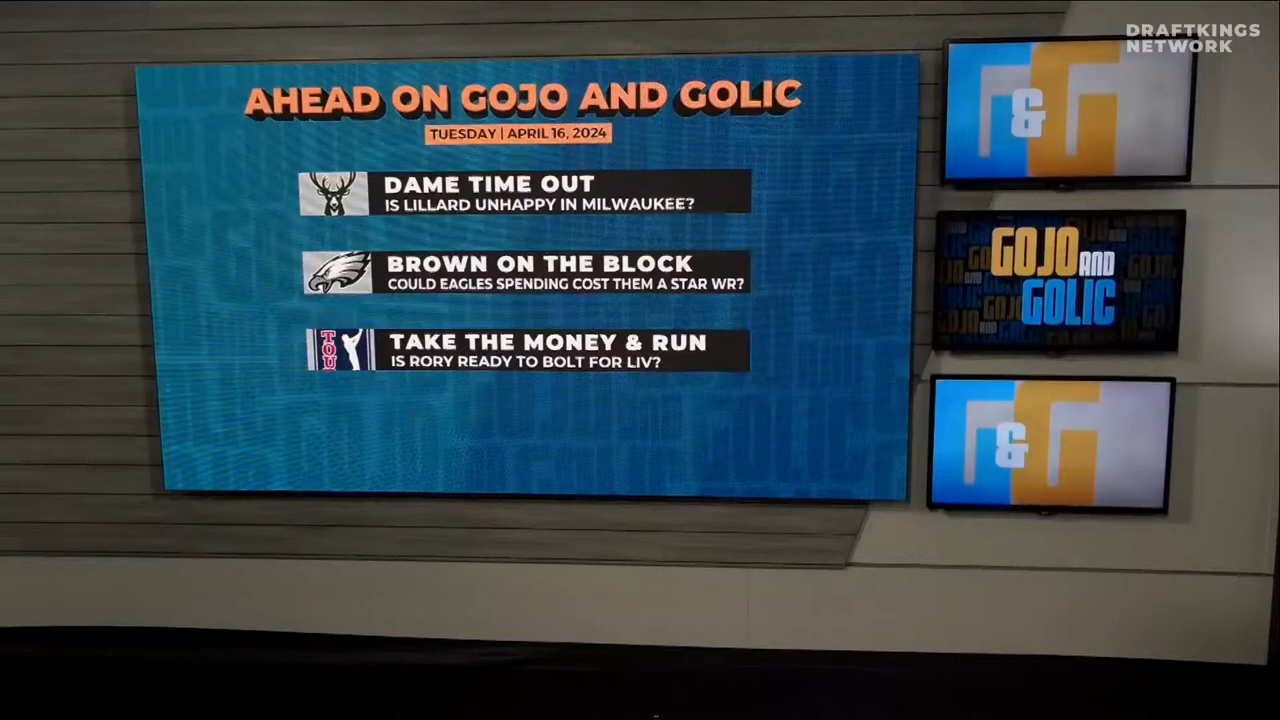 DRAFTKINGS
NETWORK
AHEAD ON GOJO AND GOLIC
TUESDAY | APRIL 16, 2024
DAME TIME OUT
IS LILLARD UNHAPPY IN MILWAUKEE?
BROWN ON THE BLOCK
COULD EAGLES SPENDING COST THEM A STAR WR?
TOU
TAKE THE MONEY & RUN
IS RORY READY TO BOLT FOR LIV?
G&G
GOJO AND
GOLIC
G&G